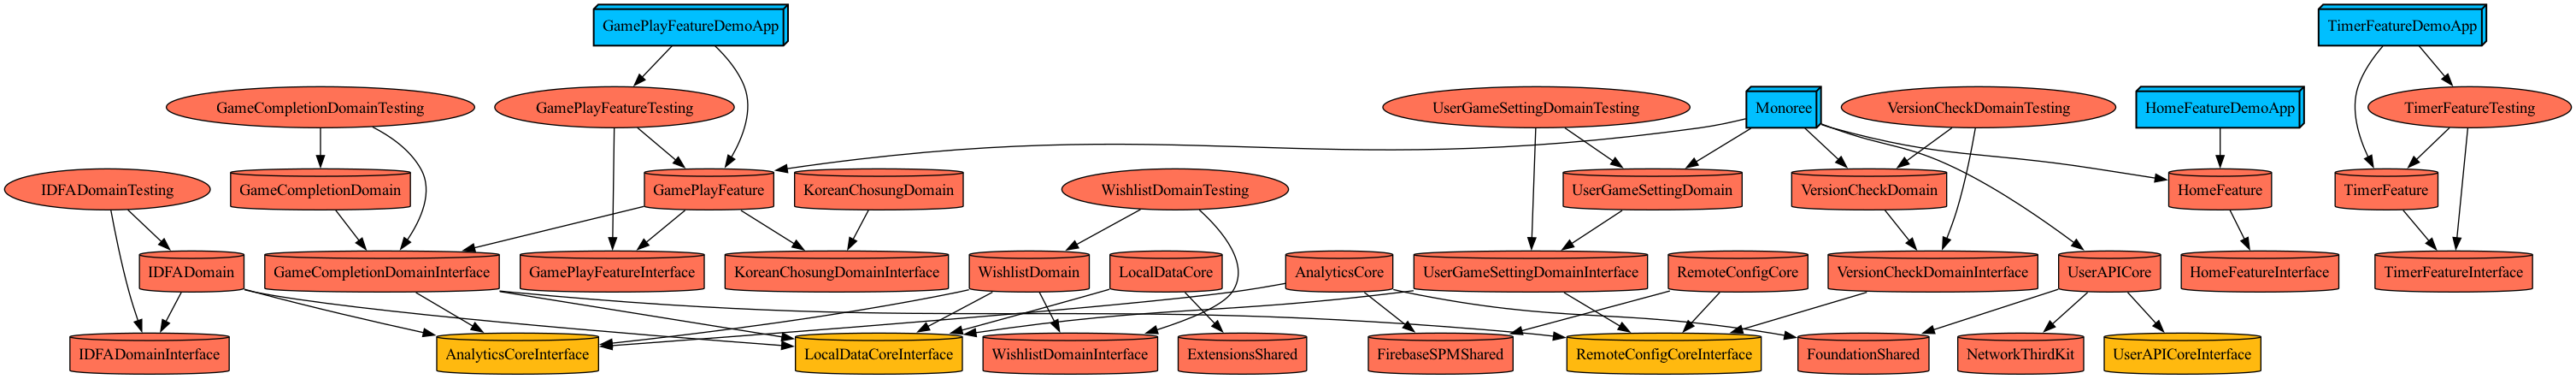 GamePlayFeatureDemoApp
TimerFeatureDemoApp
GameCompletionDomainTesting
GamePlayFeatureTesting
UserGameSettingDomainTesting
Monoree
VersionCheckDomainTesting
HomeFeatureDemoApp
TimerFeatureTesting
IDFADomainTesting
GameCompletionDomain
GamePlayFeature
KoreanChosungDomain
WishlistDomainTesting
UserGameSettingDomain
VersionCheckDomain
HomeFeature
TimerFeature
IDFADomain
GameCompletionDomainInterface
GamePlayFeatureInterface
KoreanChosungDomainInterface
WishlistDomain
LocalDataCore
AnalyticsCore
UserGameSettingDomainInterface
RemoteConfigCore
VersionCheckDomainInterface
UserAPICore
HomeFeatureInterface
TimerFeatureInterface
IDFADomainInterface
AnalyticsCoreInterface
LocalDataCoreInterface
WishlistDomainInterface
ExtensionsShared
FirebaseSPMShared
RemoteConfigCoreInterface
FoundationShared
NetworkThirdKit
UserAPICoreInterface